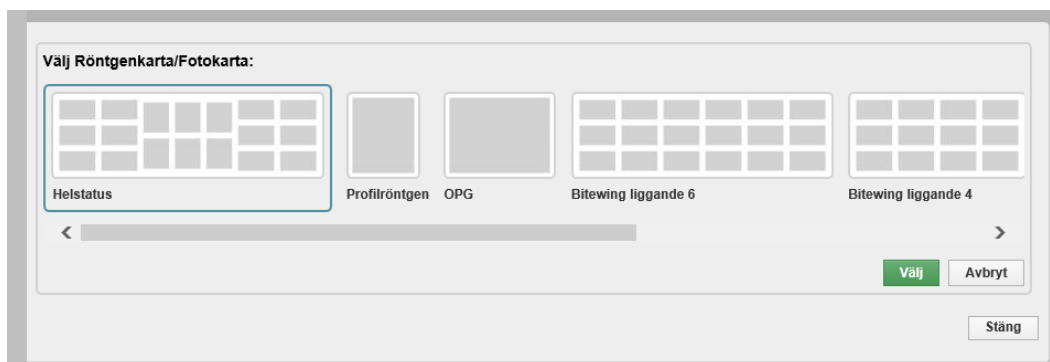 Välj Röntgenkarta/Fotokarta:
Helstatus
Profilröntgen
OPG
Bitewing liggande 6
Bitewing liggande 4
Välj
Avbryt
Stäng